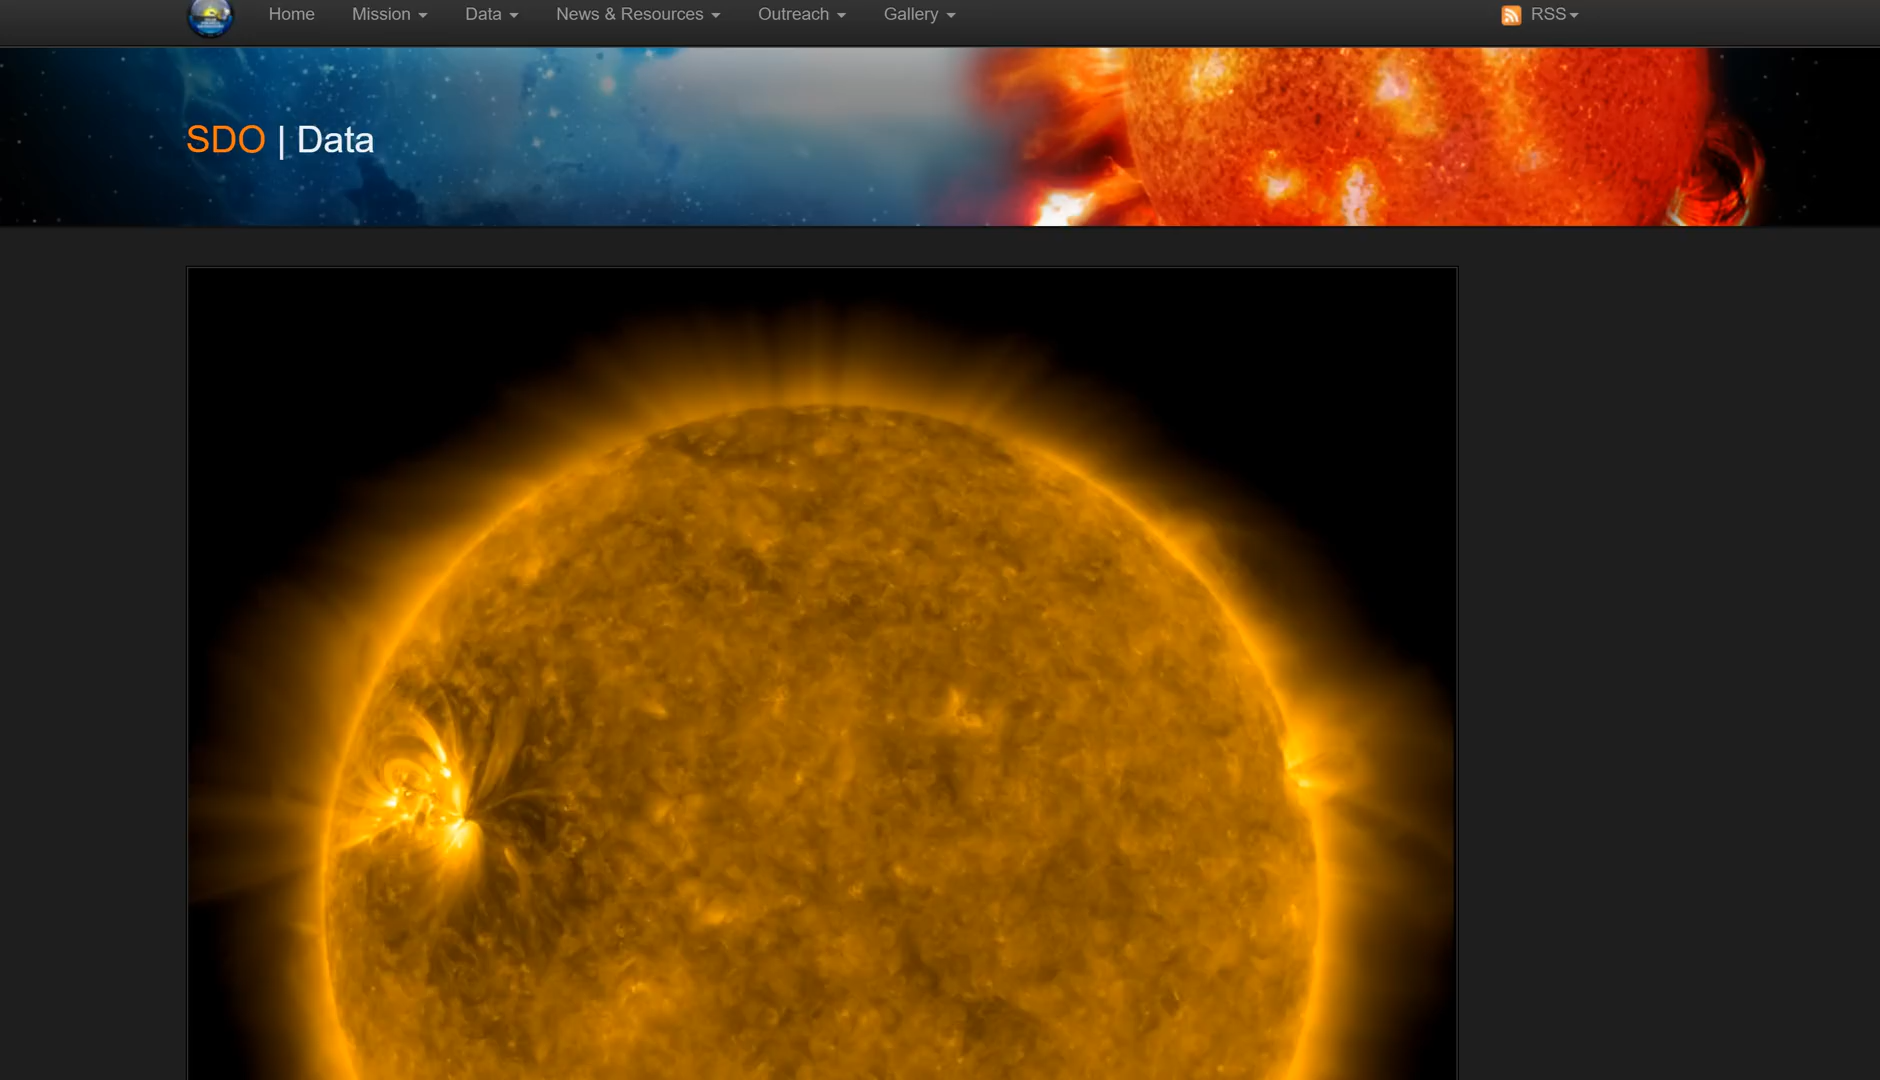 Home Mission Data News & Resources Outreach Gallery RSS
SDO | Data